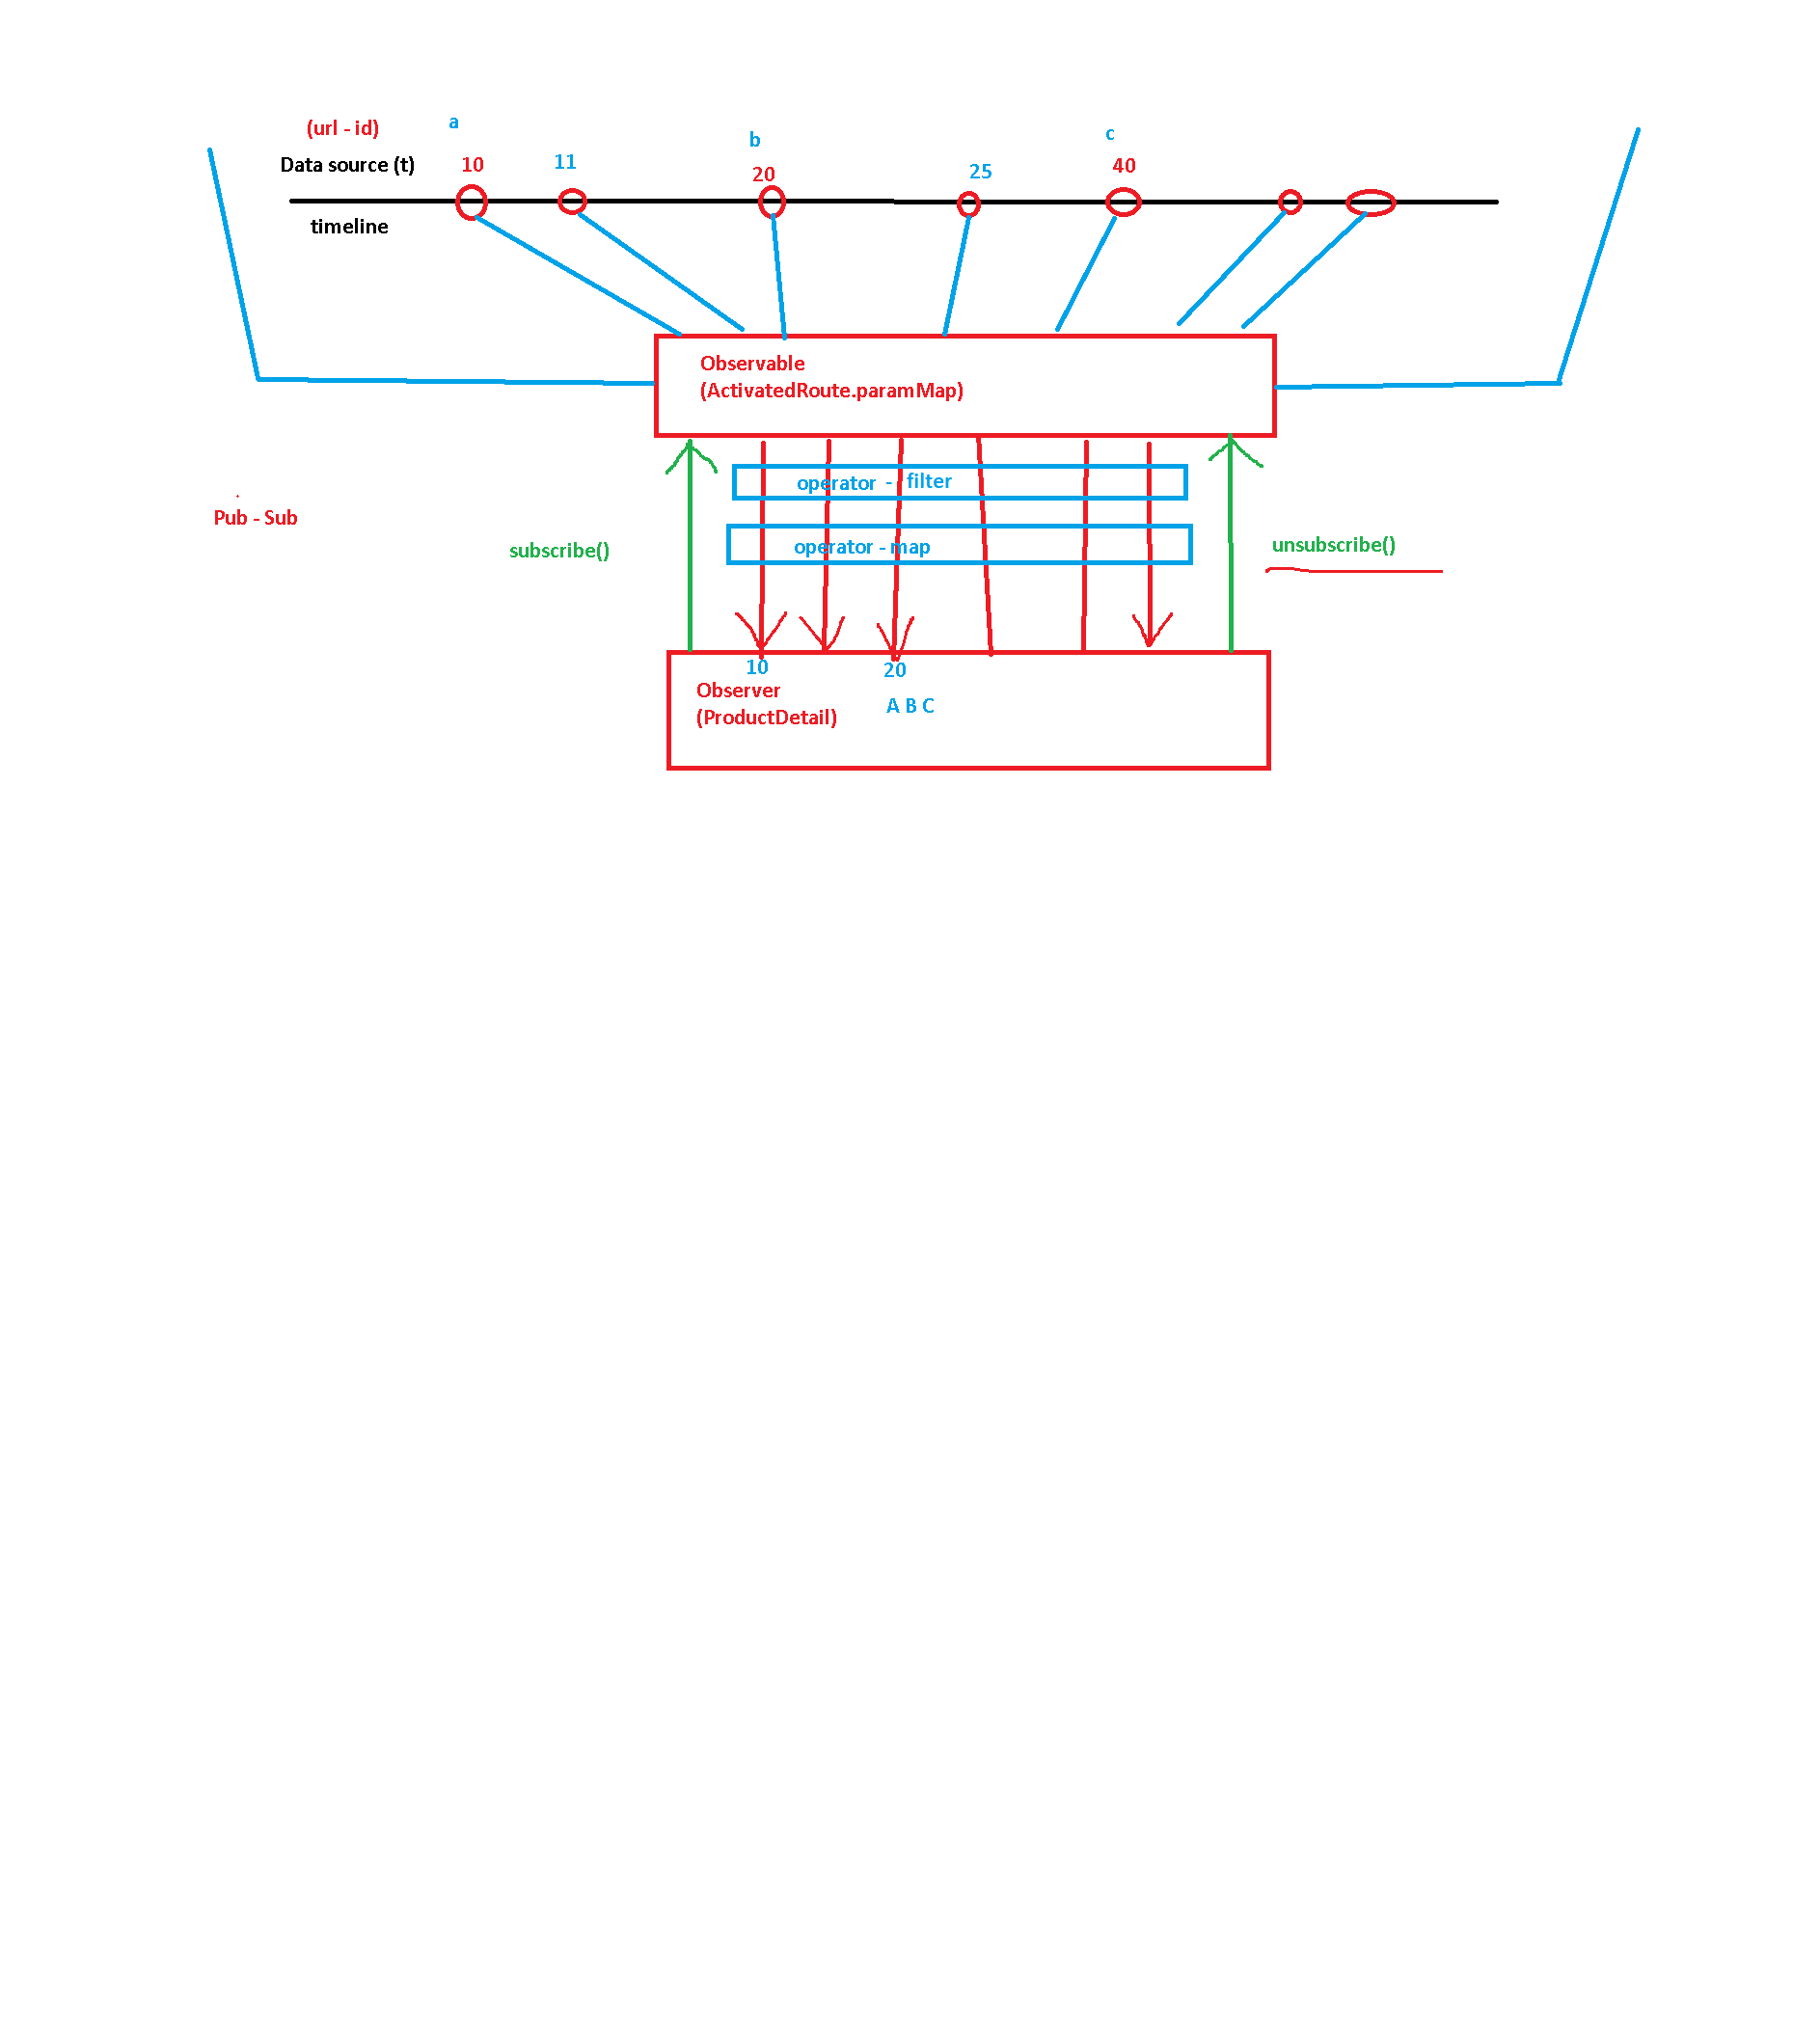 (url - id)
a
b
c
Data source (t)
10
11
20
25
40
timeline
Observable
(ActivatedRoute.paramMap)
operator - filter
Pub - Sub
subscribe()
operator - map
unsubscribe()
10
20
Observer
(ProductDetail)
A B C